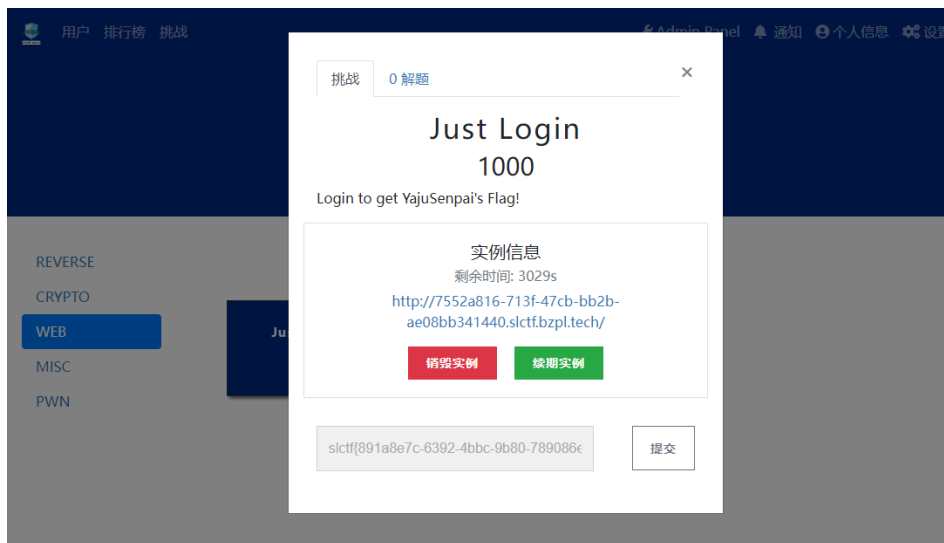 用户 排行榜 挑战
Admin Panel 通知 个人信息 设置
挑战 0 解题 ×
Just Login
1000
Login to get YajuSenpai's Flag!
实例信息
剩余时间: 3029s
http://7552a816-713f-47cb-bb2b-
ae08bb341440.slctf.bzpl.tech/
销毁实例 续期实例
slctf{891a8e7c-6392-4bbc-9b80-789086e
提交
REVERSE
CRYPTO
WEB
MISC
PWN
Ju